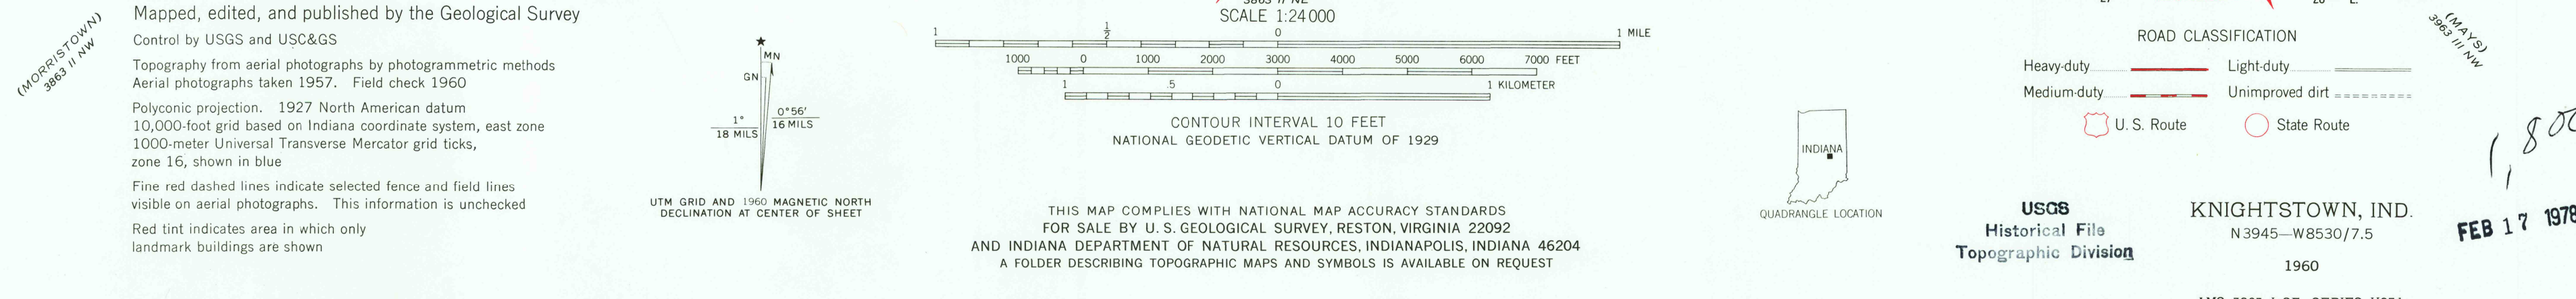 (MORRISTOWN)
3863 II NW
Mapped, edited, and published by the Geological Survey
Control by USGS and USC&GS
Topography from aerial photographs by photogrammetric methods
Aerial photographs taken 1957. Field check 1960
Polyconic projection. 1927 North American datum
10,000-foot grid based on Indiana coordinate system, east zone
1000-meter Universal Transverse Mercator grid ticks,
zone 16, shown in blue
Fine red dashed lines indicate selected fence and field lines
visible on aerial photographs. This information is unchecked
Red tint indicates area in which only
landmark buildings are shown
★
MN
GN
1°
18 MILS
0°56′
16 MILS
UTM GRID AND 1960 MAGNETIC NORTH
DECLINATION AT CENTER OF SHEET
3863 II NE
SCALE 1:24 000
1 ½ 0 1 MILE
1000 0 1000 2000 3000 4000 5000 6000 7000 FEET
1 .5 0 1 KILOMETER
CONTOUR INTERVAL 10 FEET
NATIONAL GEODETIC VERTICAL DATUM OF 1929
THIS MAP COMPLIES WITH NATIONAL MAP ACCURACY STANDARDS
FOR SALE BY U. S. GEOLOGICAL SURVEY, RESTON, VIRGINIA 22092
AND INDIANA DEPARTMENT OF NATURAL RESOURCES, INDIANAPOLIS, INDIANA 46204
A FOLDER DESCRIBING TOPOGRAPHIC MAPS AND SYMBOLS IS AVAILABLE ON REQUEST
INDIANA
QUADRANGLE LOCATION
ROAD CLASSIFICATION
Heavy-duty Light-duty
Medium-duty Unimproved dirt
U. S. Route State Route
USGS
Historical File
Topographic Division
KNIGHTSTOWN, IND.
N3945—W8530/7.5
1960
(MAYS)
3963 III NW
1,800
FEB 17 1978